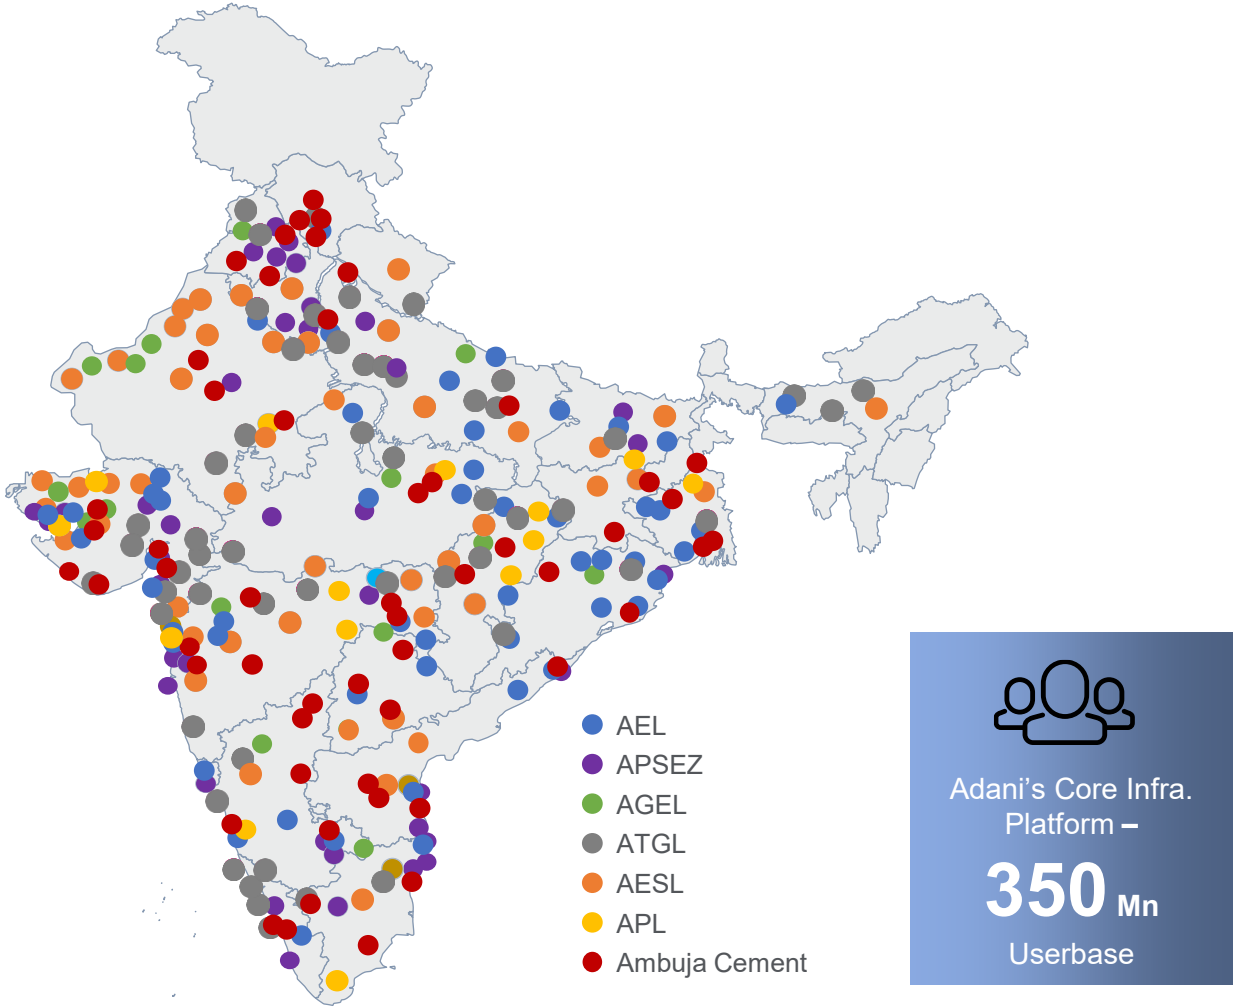 AEL
APSEZ
AGEL
ATGL
AESL
APL
Ambuja Cement
Adani’s Core Infra.
Platform –
350 Mn
Userbase